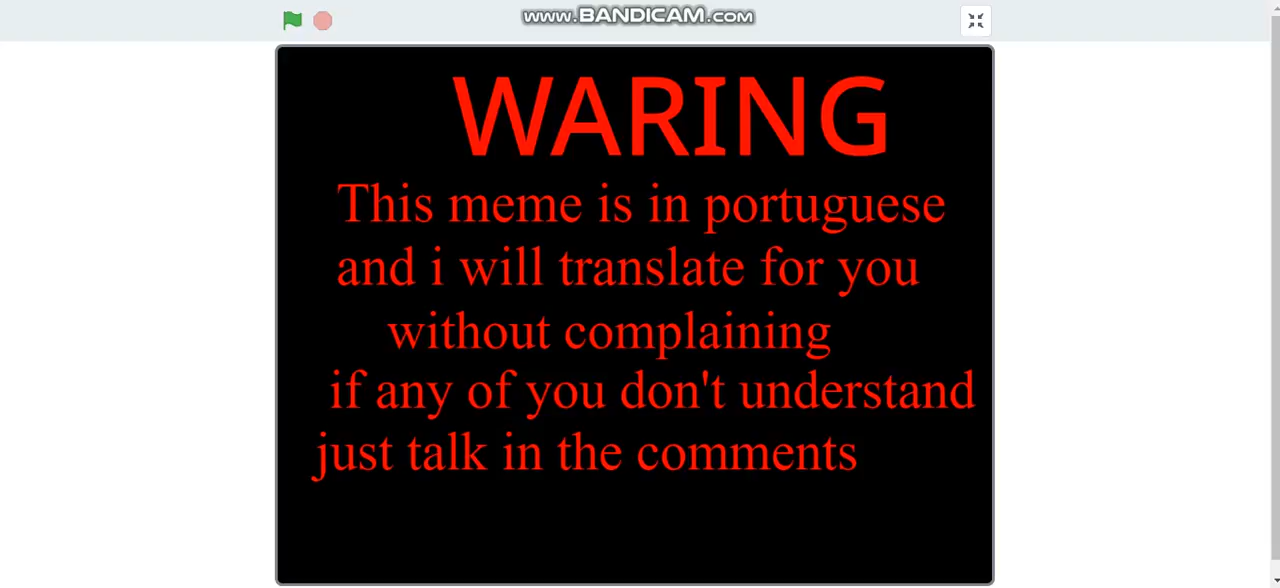 www.BANDICAM.com
WARING
This meme is in portuguese
and i will translate for you
without complaining
if any of you don't understand
just talk in the comments